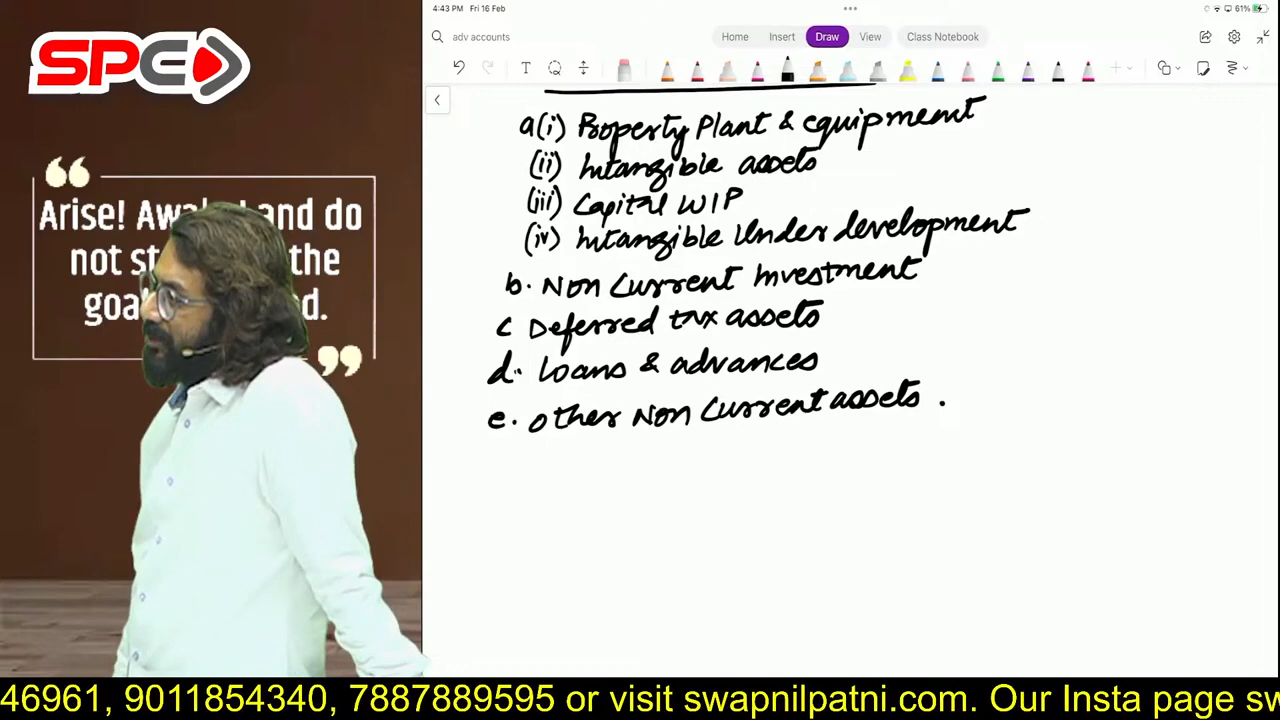 4:43 PM Fri 16 Feb
61%
adv accounts
Home Insert Draw View Class Notebook
SPE
Arise! Awake! and do
not st the
goa d.
a(i) Property Plant & equipment
(ii) Intangible assets
(iii) Capital WIP
(iv) Intangible Under development
b. Non Current Investment
c Deferred tax assets
d. Loans & advances
e. other Non Current assets .
46961, 9011854340, 7887889595 or visit swapnilpatni.com. Our Insta page sw